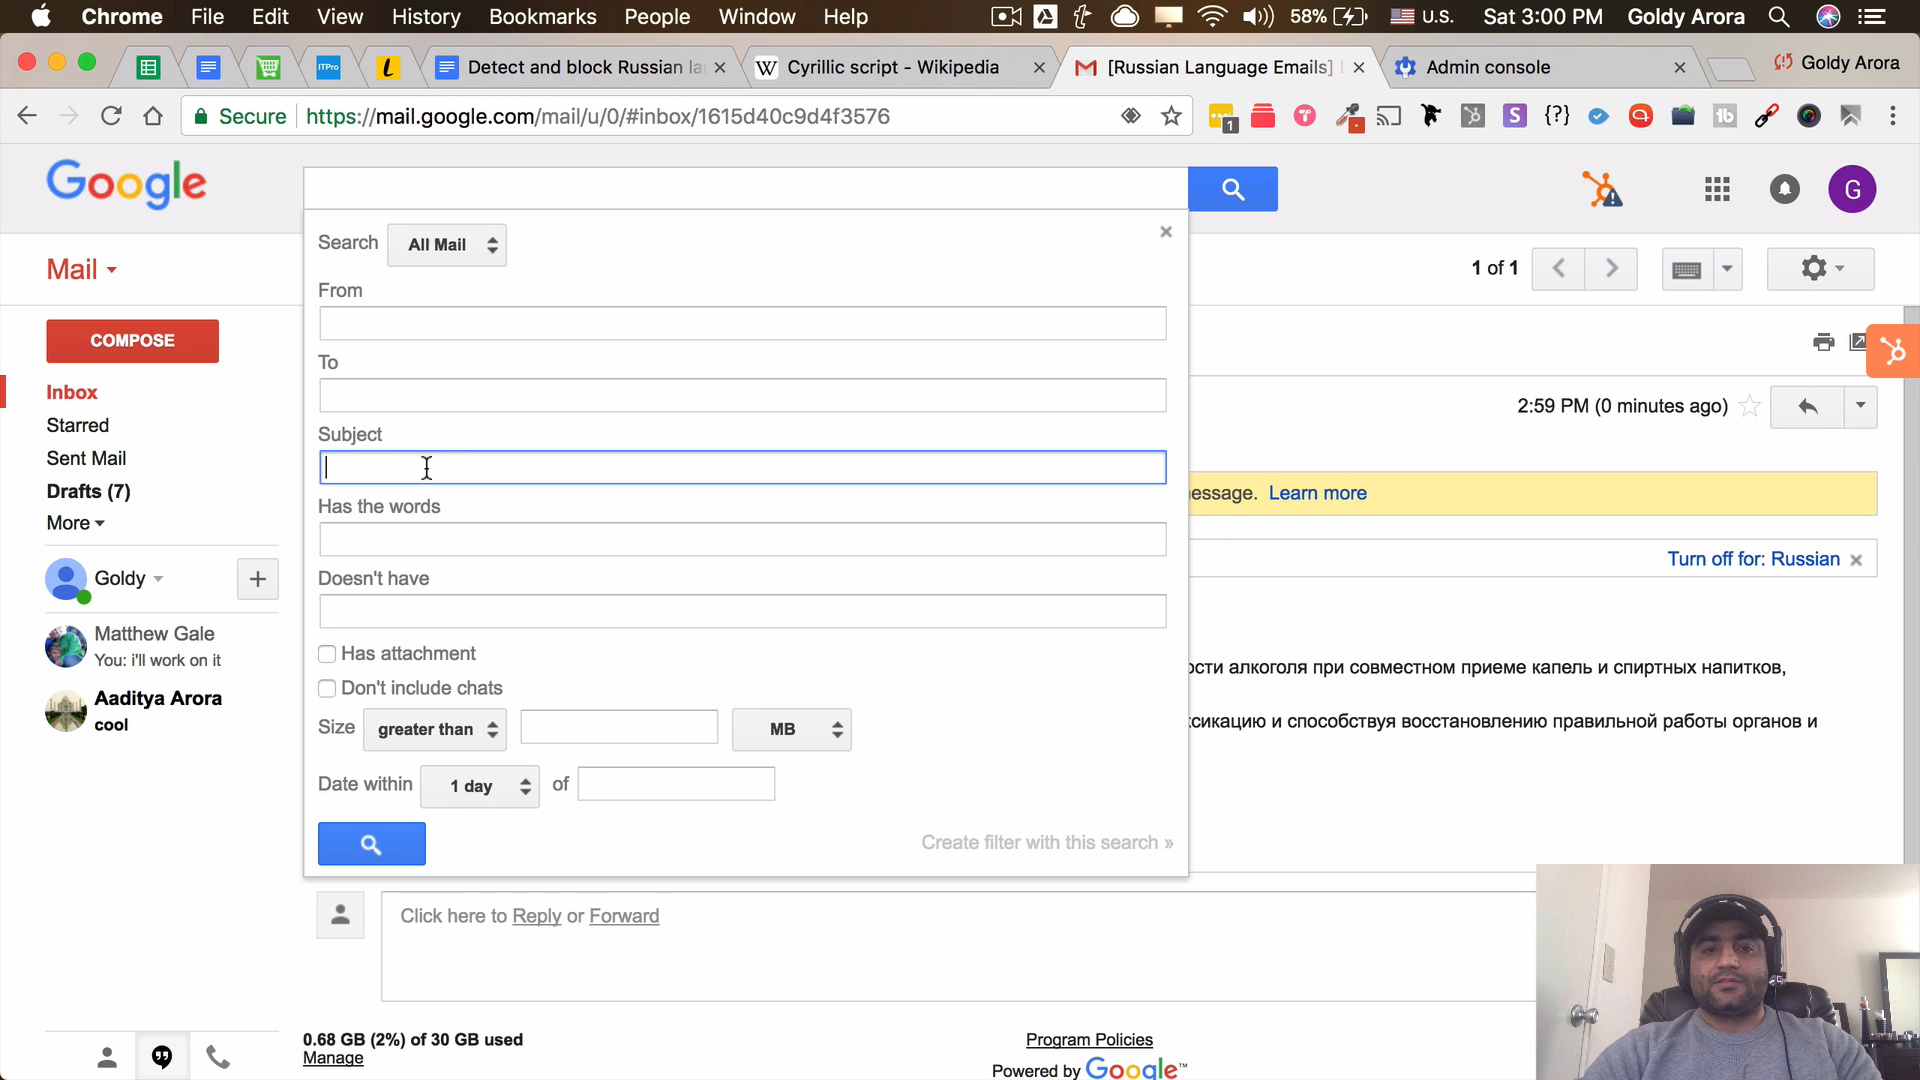 Chrome File Edit View History Bookmarks People Window Help 58% U.S. Sat 3:00 PM Goldy Arora
ITPro Detect and block Russian la Cyrillic script - Wikipedia [Russian Language Emails] Admin console Goldy Arora
Secure https://mail.google.com/mail/u/0/#inbox/1615d40c9d4f3576
Google
G
Search All Mail
Mail
1 of 1
From
COMPOSE
To
Inbox
2:59 PM (0 minutes ago)
Starred
Subject
Sent Mail
Drafts (7)
essage. Learn more
Has the words
More
Turn off for: Russian
Goldy
Doesn't have
Matthew Gale
You: i'll work on it
Has attachment
ости алкоголя при совместном приеме капель и спиртных напитков,
Don't include chats
Aaditya Arora
cool
Size greater than MB
сикацию и способствуя восстановлению правильной работы органов и
Date within 1 day of
Create filter with this search »
Click here to Reply or Forward
0.68 GB (2%) of 30 GB used
Manage
Program Policies
Powered by Google™